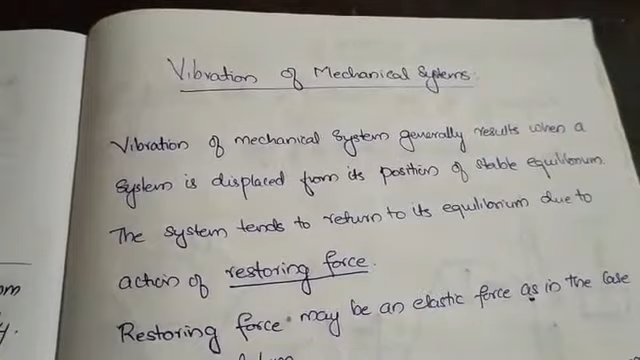 Vibration of Mechanical Systems.
Vibration of mechanical System generally results when a
System is displaced from its position of stable equilibrium.
The system tends to return to its equilibrium due to
action of restoring force.
Restoring force may be an elastic force as in the case
om
y.